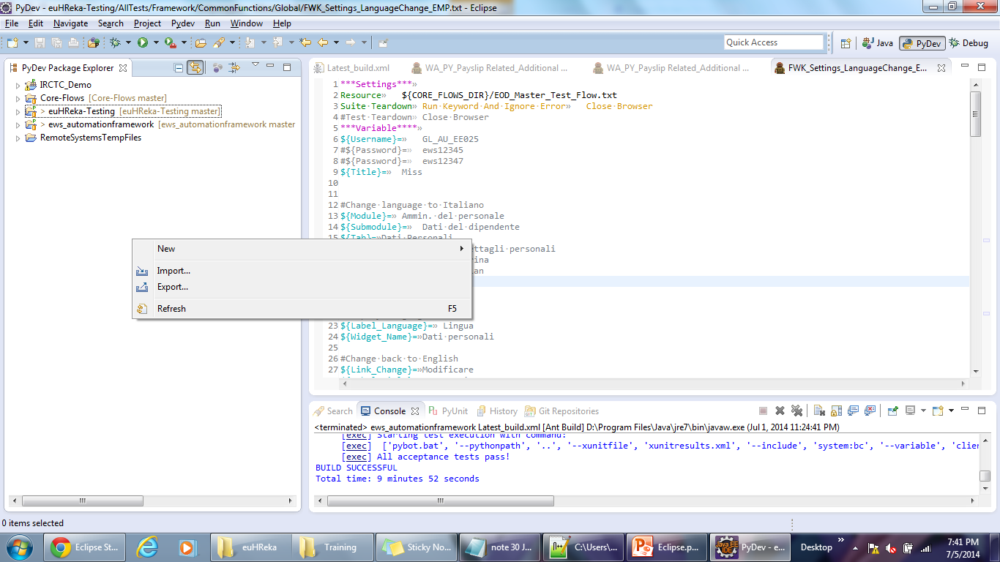 PyDev - euHReka-Testing/AllTests/Framework/CommonFunctions/Global/FWK_Settings_LanguageChange_EMP.txt - Eclipse
File Edit Navigate Search Project Pydev Run Window Help
Quick Access
Java
PyDev
Debug
PyDev Package Explorer
IRCTC_Demo
Core-Flows [Core-Flows master]
> euHReka-Testing [euHReka-Testing master]
> ews_automationframework [ews_automationframework master
RemoteSystemsTempFiles
New
Import...
Export...
Refresh F5
Latest_build.xml
WA_PY_Payslip Related_Additional ...
WA_PY_Payslip Related_Additional ...
FWK_Settings_LanguageChange_E...
1 ***Settings***»
2 Resource» ${CORE_FLOWS_DIR}/EOD_Master_Test_Flow.txt
3 Suite Teardown» Run·Keyword·And·Ignore·Error» Close·Browser
4 #Test·Teardown» Close·Browser
5 ***Variable****»
6 ${Username}=» GL_AU_EE025
7 #${Password}=» ews12345
8 #${Password}=» ews12347
9 ${Title}=» Miss
10
11
12 #Change·language·to·Italiano
13 ${Module}=» Ammin.·del·personale
14 ${Submodule}=» Dati·del·dipendente
15 ${Tab}=»Dati·Personali
ettagli·personali
rina
an
23 ${Label_Language}=» Lingua
24 ${Widget_Name}=»Dati·personali
25
26 #Change·back·to·English
27 ${Link_Change}=»Modificare
Search
Console
PyUnit
History
Git Repositories
<terminated> ews_automationframework Latest_build.xml [Ant Build] D:\Program Files\Java\jre7\bin\javaw.exe (Jul 1, 2014 11:24:41 PM)
[exec] Starting test execution with command:
[exec] ['pybot.bat', '--pythonpath', '..', '--xunitfile', 'xunitresults.xml', '--include', 'system:bc', '--variable', 'clien
[exec] All acceptance tests pass!
BUILD SUCCESSFUL
Total time: 9 minutes 52 seconds
0 items selected
Eclipse St...
euHReka
Training
Sticky No...
note 30 J...
C:\Users\...
Eclipse.p...
PyDev - e...
Desktop
7:41 PM
7/5/2014